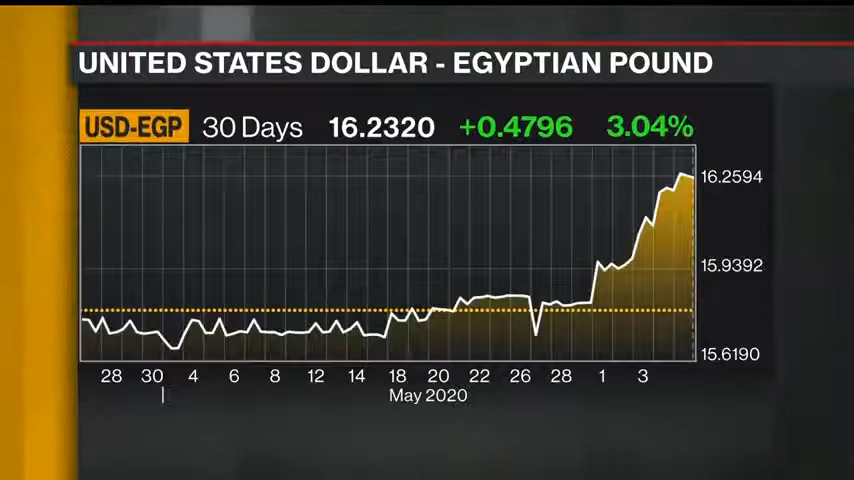 UNITED STATES DOLLAR - EGYPTIAN POUND
USD-EGP 30 Days 16.2320 +0.4796 3.04%
16.2594
15.9392
15.6190
28 30 4 6 8 12 14 18 20 22 26 28 1 3
May 2020